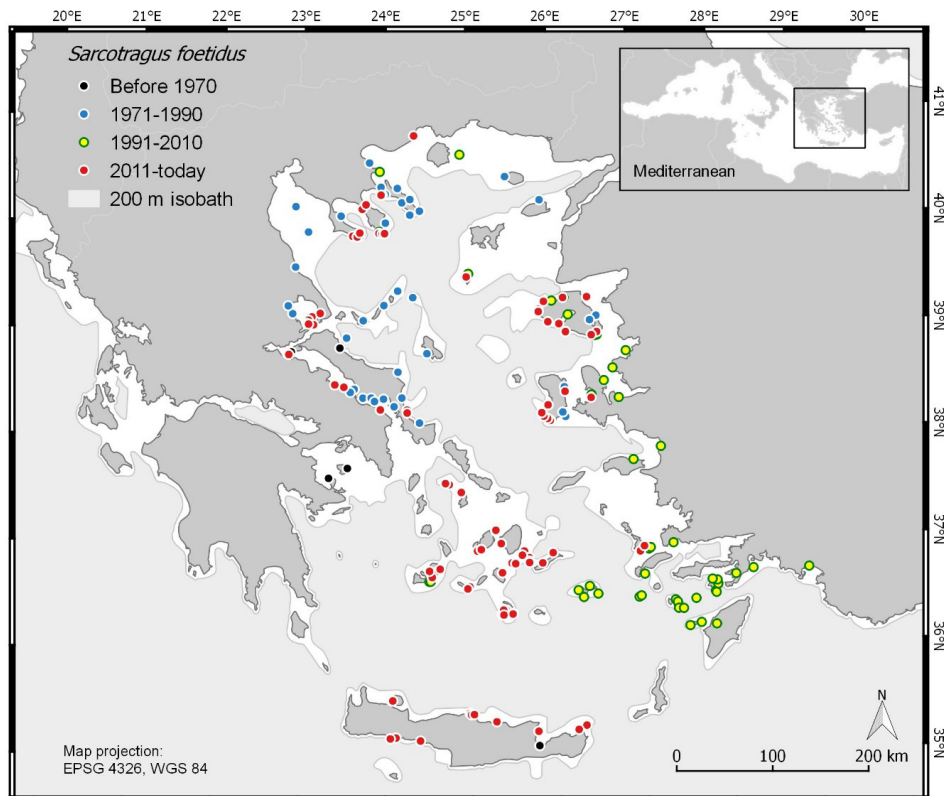 20°E 21°E 22°E 23°E 24°E 25°E 26°E 27°E 28°E 29°E 30°E
Sarcotragus foetidus
Before 1970
1971-1990
1991-2010
2011-today
200 m isobath
Mediterranean
41°N
40°N
39°N
38°N
37°N
36°N
35°N
N
0 100 200 km
Map projection:
EPSG 4326, WGS 84